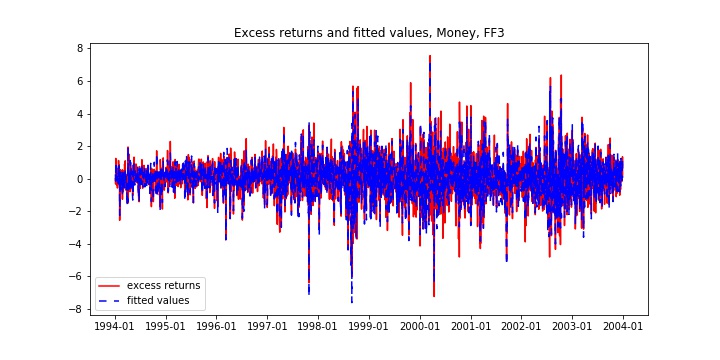 Excess returns and fitted values, Money, FF3
8
6
4
2
0
−2
−4
−6
−8
excess returns
fitted values
1994-01 1995-01 1996-01 1997-01 1998-01 1999-01 2000-01 2001-01 2002-01 2003-01 2004-01